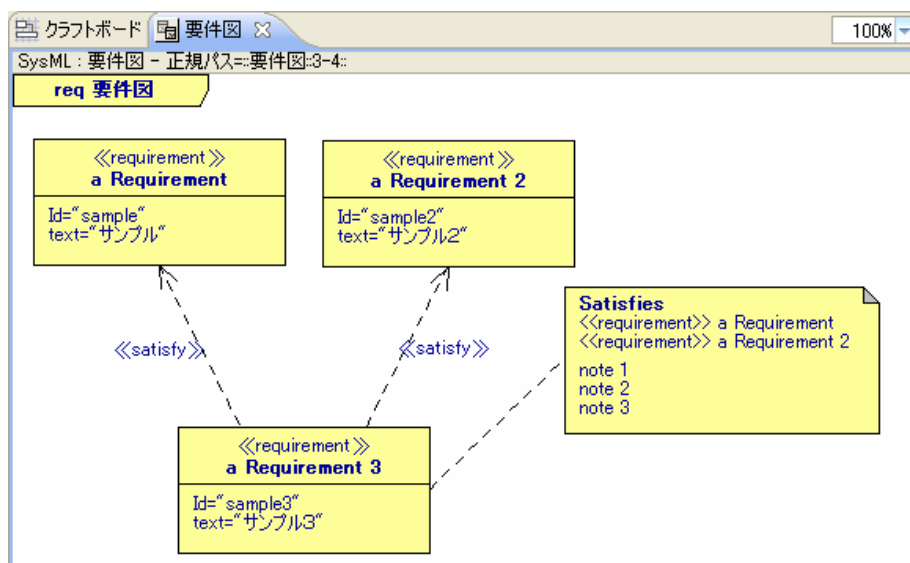 クラフトボード 要件図 100%
SysML : 要件図 - 正規パス=::要件図::3-4::
req 要件図
≪requirement≫
a Requirement
Id="sample"
text="サンプル"
≪requirement≫
a Requirement 2
Id="sample2"
text="サンプル2"
Satisfies
<<requirement>> a Requirement
<<requirement>> a Requirement 2
note 1
note 2
note 3
≪satisfy≫
≪satisfy≫
≪requirement≫
a Requirement 3
Id="sample3"
text="サンプル3"